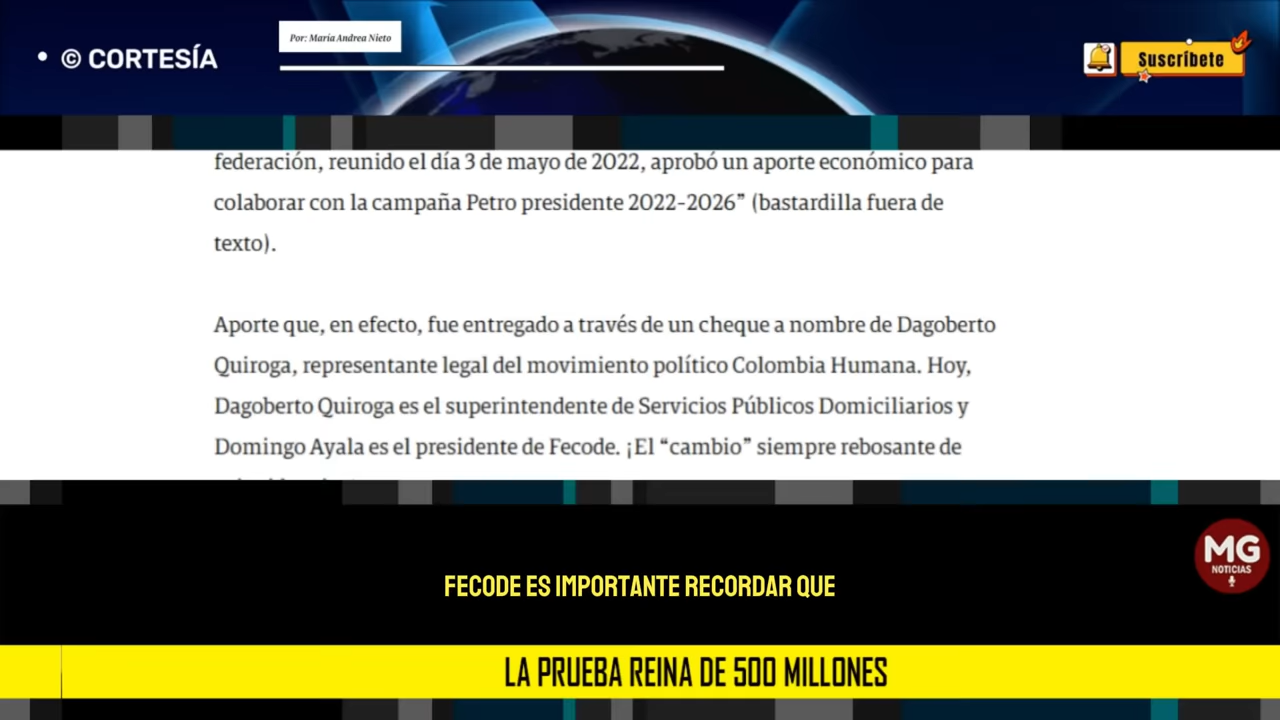 © CORTESÍA
Por: María Andrea Nieto
Suscríbete
federación, reunido el día 3 de mayo de 2022, aprobó un aporte económico para
colaborar con la campaña Petro presidente 2022-2026” (bastardilla fuera de
texto).
Aporte que, en efecto, fue entregado a través de un cheque a nombre de Dagoberto
Quiroga, representante legal del movimiento político Colombia Humana. Hoy,
Dagoberto Quiroga es el superintendente de Servicios Públicos Domiciliarios y
Domingo Ayala es el presidente de Fecode. ¡El “cambio” siempre rebosante de
MG
NOTICIAS
FECODE ES IMPORTANTE RECORDAR QUE
LA PRUEBA REINA DE 500 MILLONES